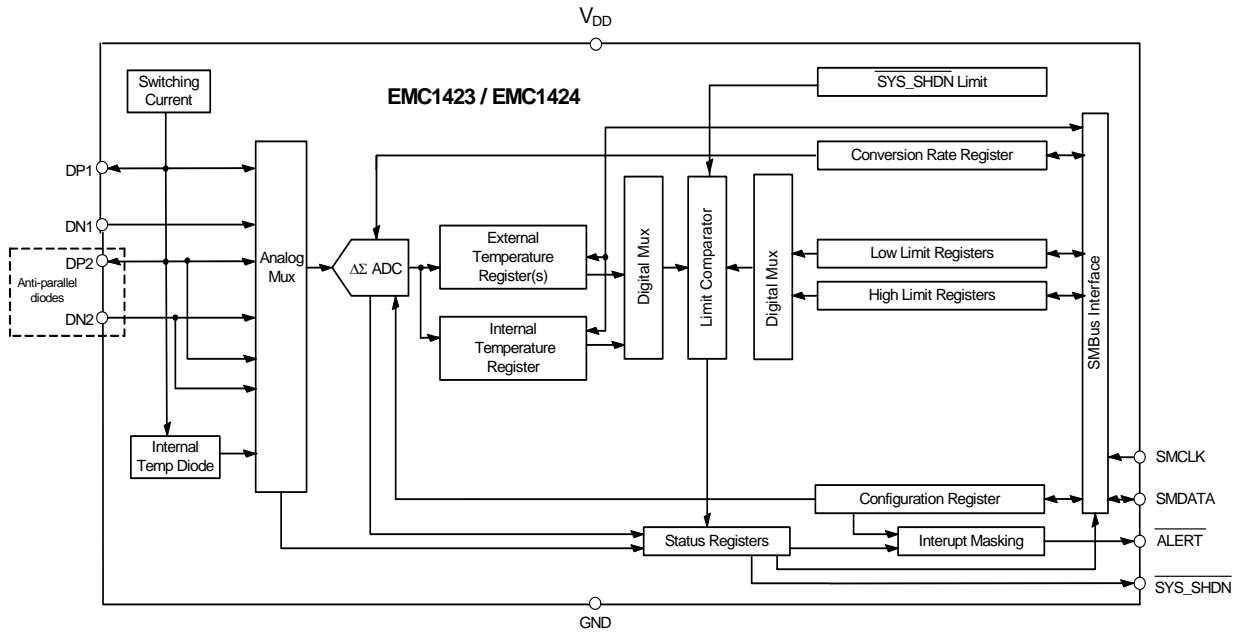 V_DD
Switching
Current
EMC1423 / EMC1424
SYS_SHDN Limit
Conversion Rate Register
DP1
DN1
DP2
Anti-parallel
diodes
DN2
Analog
Mux
ΔΣ ADC
External
Temperature
Register(s)
Internal
Temperature
Register
Digital Mux
Limit Comparator
Digital Mux
Low Limit Registers
High Limit Registers
SMBus Interface
Internal
Temp Diode
SMCLK
Configuration Register
SMDATA
Status Registers
Interupt Masking
ALERT
SYS_SHDN
GND